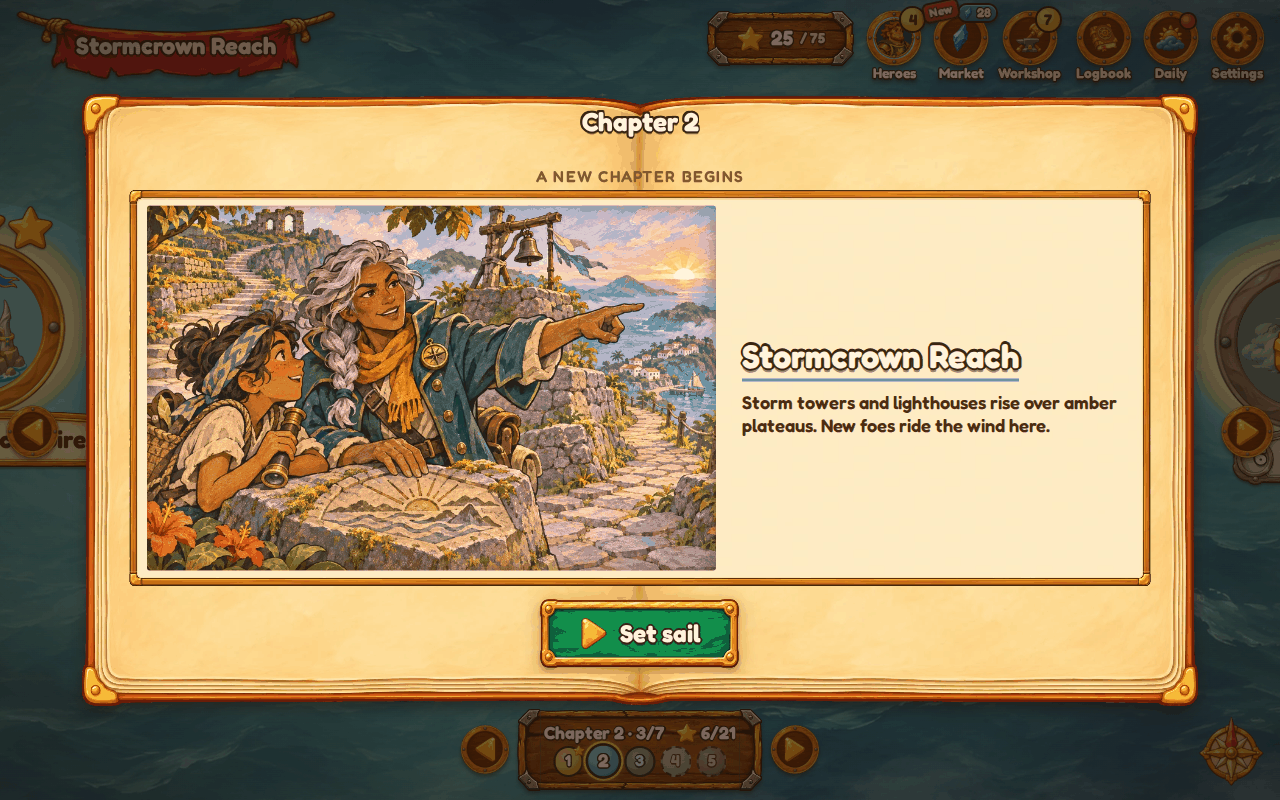 Stormcrown Reach
25 / 75
4
New
28
7
Heroes
Market
Workshop
Logbook
Daily
Settings
Chapter 2
A NEW CHAPTER BEGINS
Stormcrown Reach
Storm towers and lighthouses rise over amber
plateaus. New foes ride the wind here.
Set sail
Chapter 2 · 3/7
6/21
1
2
3
4
5